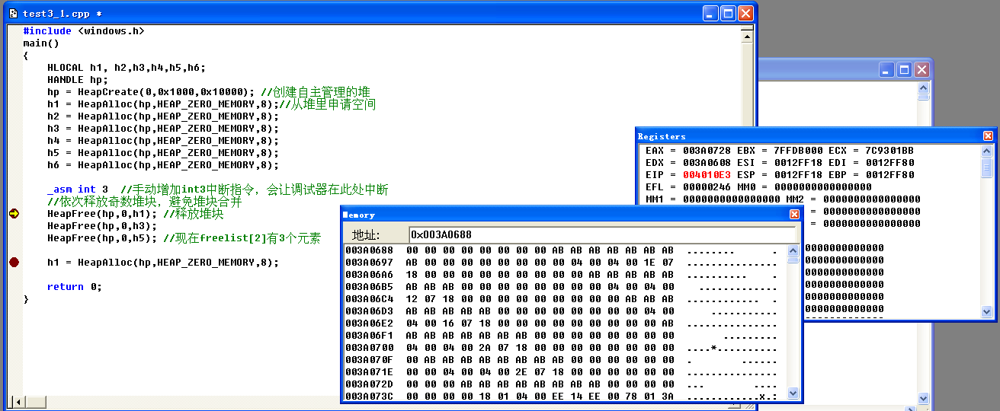 test3_1.cpp *
#include <windows.h>
main()
{
HLOCAL h1, h2,h3,h4,h5,h6;
HANDLE hp;
hp = HeapCreate(0,0x1000,0x10000); //创建自主管理的堆
h1 = HeapAlloc(hp,HEAP_ZERO_MEMORY,8);//从堆里申请空间
h2 = HeapAlloc(hp,HEAP_ZERO_MEMORY,8);
h3 = HeapAlloc(hp,HEAP_ZERO_MEMORY,8);
h4 = HeapAlloc(hp,HEAP_ZERO_MEMORY,8);
h5 = HeapAlloc(hp,HEAP_ZERO_MEMORY,8);
h6 = HeapAlloc(hp,HEAP_ZERO_MEMORY,8);
_asm int 3 //手动增加int3中断指令，会让调试器在此处中断
//依次释放奇数堆块，避免堆块合并
HeapFree(hp,0,h1); //释放堆块
HeapFree(hp,0,h3);
HeapFree(hp,0,h5); //现在freelist[2]有3个元素
h1 = HeapAlloc(hp,HEAP_ZERO_MEMORY,8);
return 0;
}
Registers
EAX = 003A0728 EBX = 7FFDB000 ECX = 7C9301BB
EDX = 003A0608 ESI = 0012FF18 EDI = 0012FF80
EIP = 004010E3 ESP = 0012FF18 EBP = 0012FF80
EFL = 00000246 MM0 = 0000000000000000
MM1 = 0000000000000000 MM2 = 0000000000000000
= 0000000000000000
= 0000000000000000
0000000000000
0000000000000
0000000000000
0000000000000
0000000000000
0000000000000
Memory
地址: 0x003A0688
003A0688 00 00 00 00 00 00 00 00 AB AB AB AB AB AB AB ........ .
003A0697 AB 00 00 00 00 00 00 00 00 04 00 04 00 1E 07 ...............
003A06A6 18 00 00 00 00 00 00 00 00 00 AB AB AB AB AB .......... .
003A06B5 AB AB AB 00 00 00 00 00 00 00 00 04 00 04 00 .............
003A06C4 12 07 18 00 00 00 00 00 00 00 00 00 AB AB AB ............ .
003A06D3 AB AB AB AB AB 00 00 00 00 00 00 00 00 04 00 ...........
003A06E2 04 00 16 07 18 00 00 00 00 00 00 00 00 00 AB ...............
003A06F1 AB AB AB AB AB AB AB 00 00 00 00 00 00 00 00 .........
003A0700 04 00 04 00 2A 07 18 00 00 00 00 00 00 00 00 ....*..........
003A070F 00 AB AB AB AB AB AB AB AB 00 00 00 00 00 00 . ......
003A071E 00 00 04 00 04 00 2E 07 18 00 00 00 00 00 00 ...............
003A072D 00 00 00 AB AB AB AB AB AB AB AB 00 00 00 00 ... ....
003A073C 00 00 00 00 18 01 04 00 EE 14 EE 00 78 01 3A ............x.: